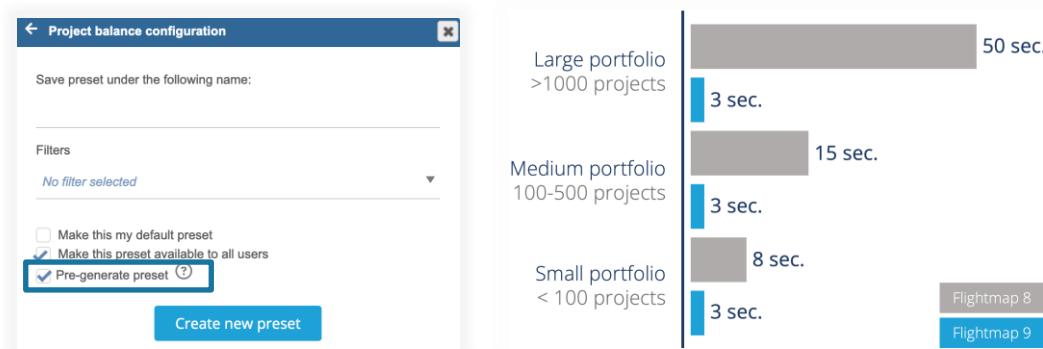 Project balance configuration
Save preset under the following name:
Filters
No filter selected
Make this my default preset
Make this preset available to all users
Pre-generate preset ?
Create new preset
Large portfolio
>1000 projects
50 sec.
3 sec.
Medium portfolio
100-500 projects
15 sec.
3 sec.
Small portfolio
< 100 projects
8 sec.
3 sec.
Flightmap 8
Flightmap 9